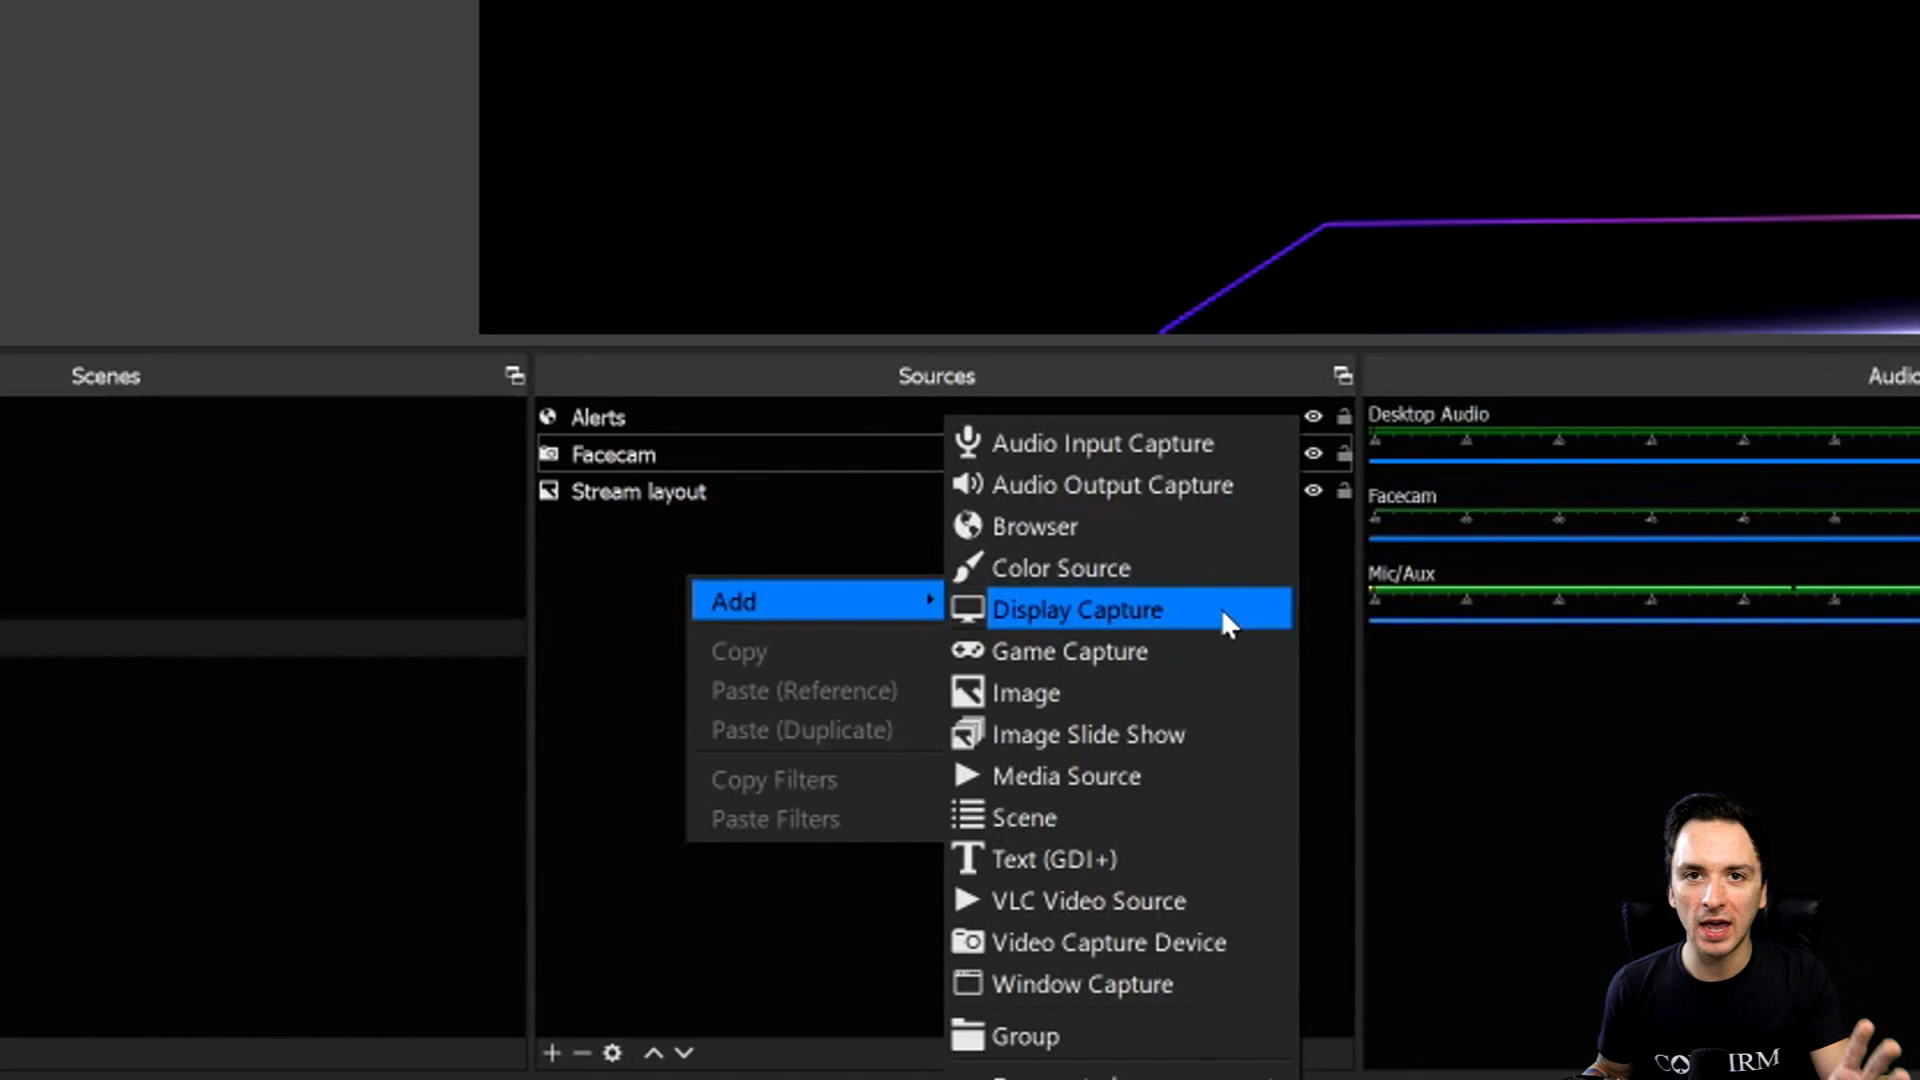 Scenes
Sources
Audio
Alerts
Facecam
Stream layout
Add
Copy
Paste (Reference)
Paste (Duplicate)
Copy Filters
Paste Filters
Audio Input Capture
Audio Output Capture
Browser
Color Source
Display Capture
Game Capture
Image
Image Slide Show
Media Source
Scene
Text (GDI+)
VLC Video Source
Video Capture Device
Window Capture
Group
Desktop Audio
Facecam
Mic/Aux